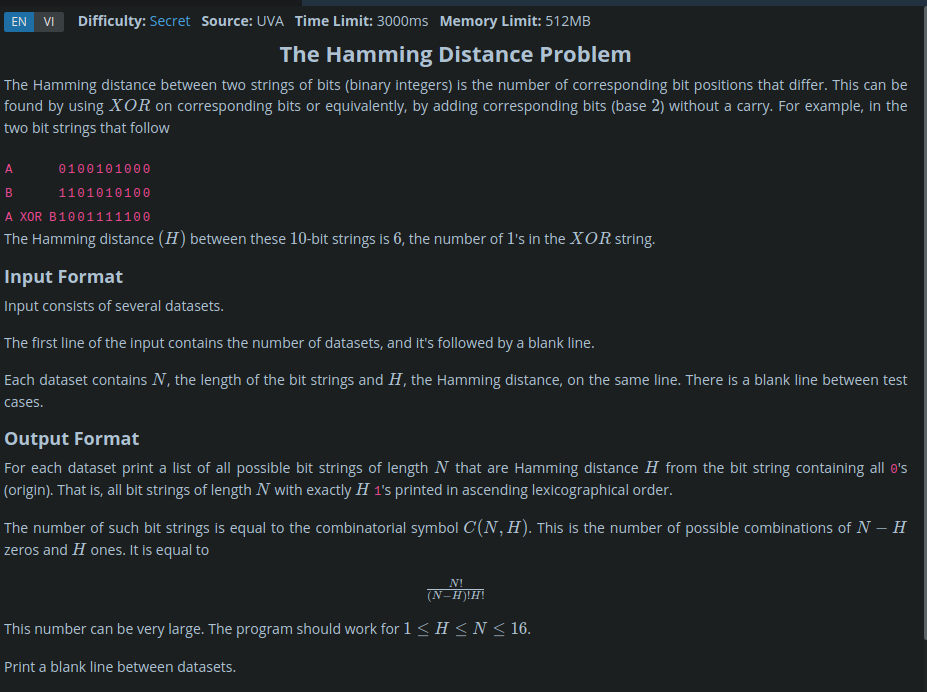 EN VI Difficulty: Secret Source: UVA Time Limit: 3000ms Memory Limit: 512MB
The Hamming Distance Problem
The Hamming distance between two strings of bits (binary integers) is the number of corresponding bit positions that differ. This can be
found by using XOR on corresponding bits or equivalently, by adding corresponding bits (base 2) without a carry. For example, in the
two bit strings that follow
A 0100101000
B 1101010100
A XOR B1001111100
The Hamming distance (H) between these 10-bit strings is 6, the number of 1's in the XOR string.
Input Format
Input consists of several datasets.
The first line of the input contains the number of datasets, and it's followed by a blank line.
Each dataset contains N, the length of the bit strings and H, the Hamming distance, on the same line. There is a blank line between test
cases.
Output Format
For each dataset print a list of all possible bit strings of length N that are Hamming distance H from the bit string containing all 0's
(origin). That is, all bit strings of length N with exactly H 1's printed in ascending lexicographical order.
The number of such bit strings is equal to the combinatorial symbol C(N, H). This is the number of possible combinations of N − H
zeros and H ones. It is equal to
N!
(N−H)!H!
This number can be very large. The program should work for 1 ≤ H ≤ N ≤ 16.
Print a blank line between datasets.